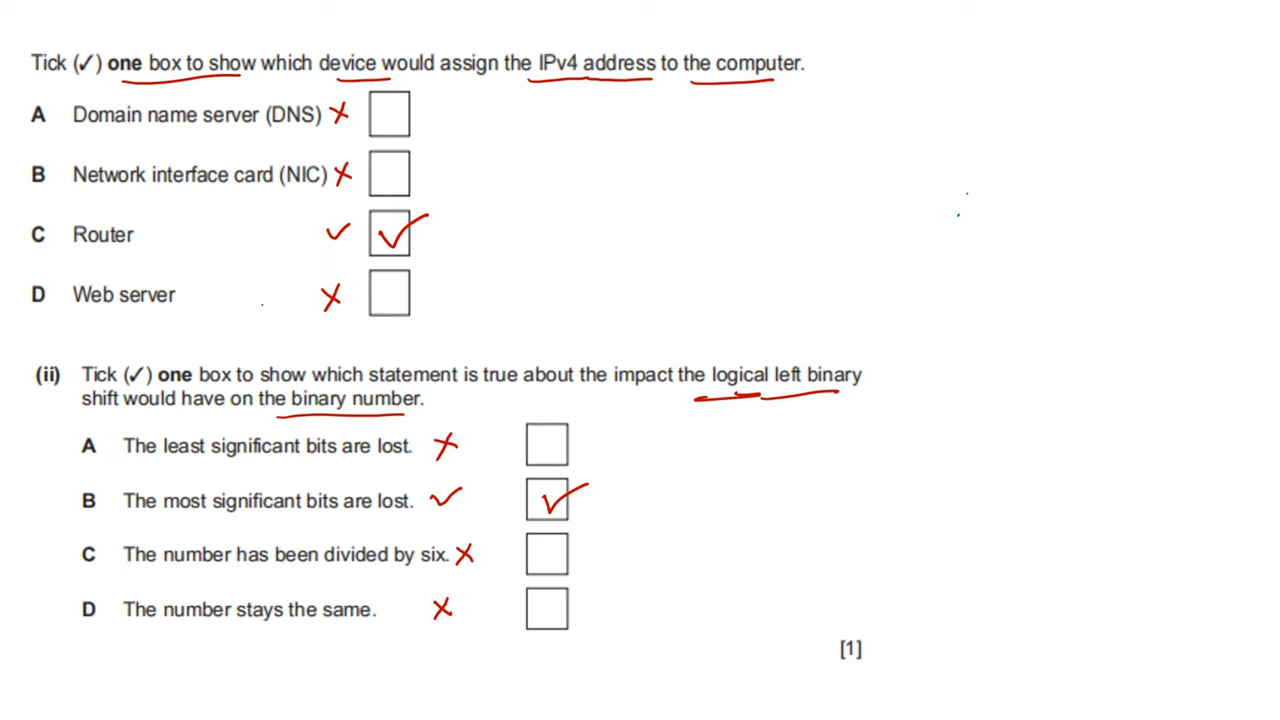 Tick (✓) one box to show which device would assign the IPv4 address to the computer.
A Domain name server (DNS)
B Network interface card (NIC)
C Router
D Web server
(ii) Tick (✓) one box to show which statement is true about the impact the logical left binary
shift would have on the binary number.
A The least significant bits are lost.
B The most significant bits are lost.
C The number has been divided by six.
D The number stays the same.
[1]